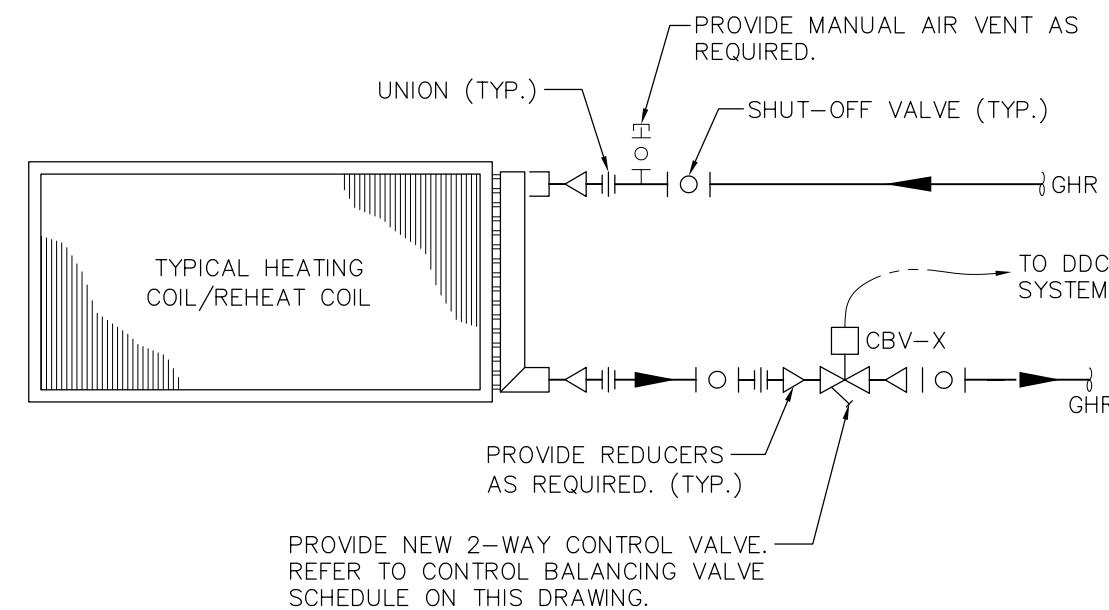 PROVIDE MANUAL AIR VENT AS
REQUIRED.
UNION (TYP.)
SHUT-OFF VALVE (TYP.)
GHR
TYPICAL HEATING
COIL/REHEAT COIL
TO DDC
SYSTEM
CBV-X
GHR
PROVIDE REDUCERS
AS REQUIRED. (TYP.)
PROVIDE NEW 2-WAY CONTROL VALVE.
REFER TO CONTROL BALANCING VALVE
SCHEDULE ON THIS DRAWING.